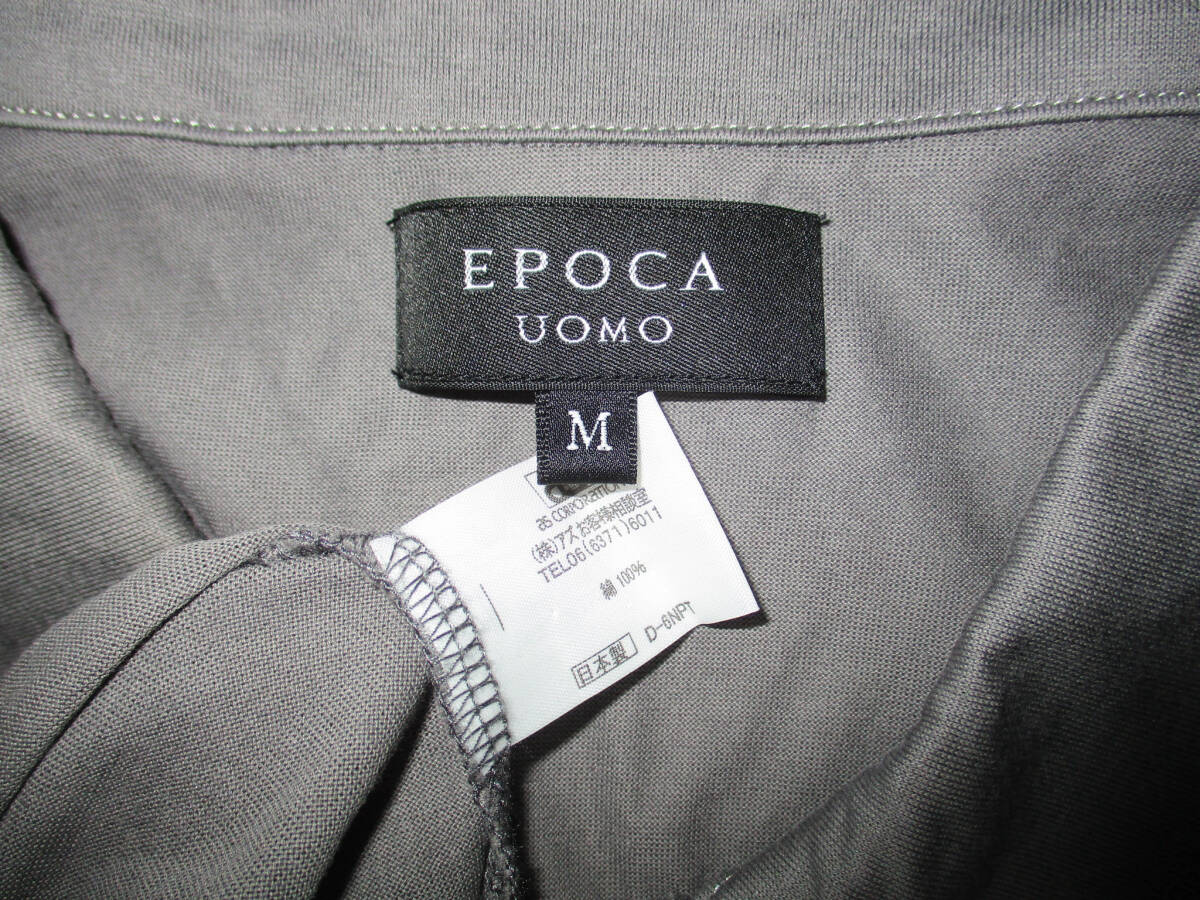 EPOCA
UOMO
M
as CORPORATION
(株)アズお客様相談室
TEL06(6371)6011
綿 100%
日本製 D-6NPT